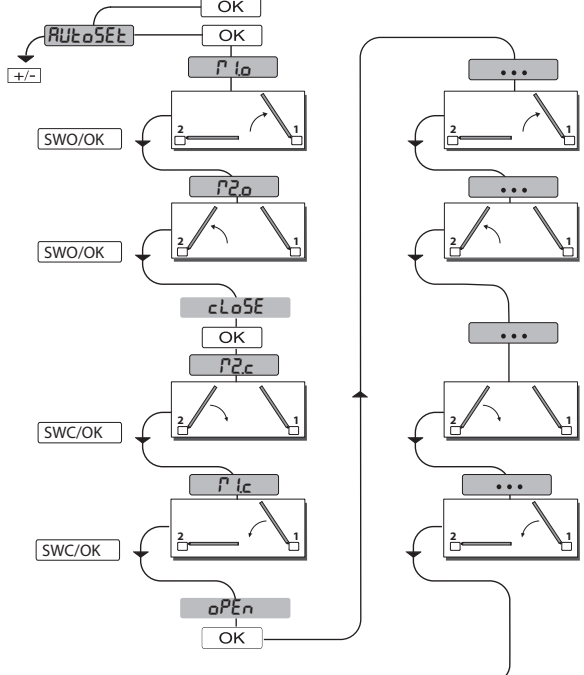 OK
AUtoSEt
OK
+/-
M1.o
2
1
SWO/OK
M2.o
2
1
SWO/OK
cLoSE
OK
M2.c
2
1
SWC/OK
M1.c
2
1
SWC/OK
oPEn
OK
...
2
1
...
2
1
...
2
1
...
2
1